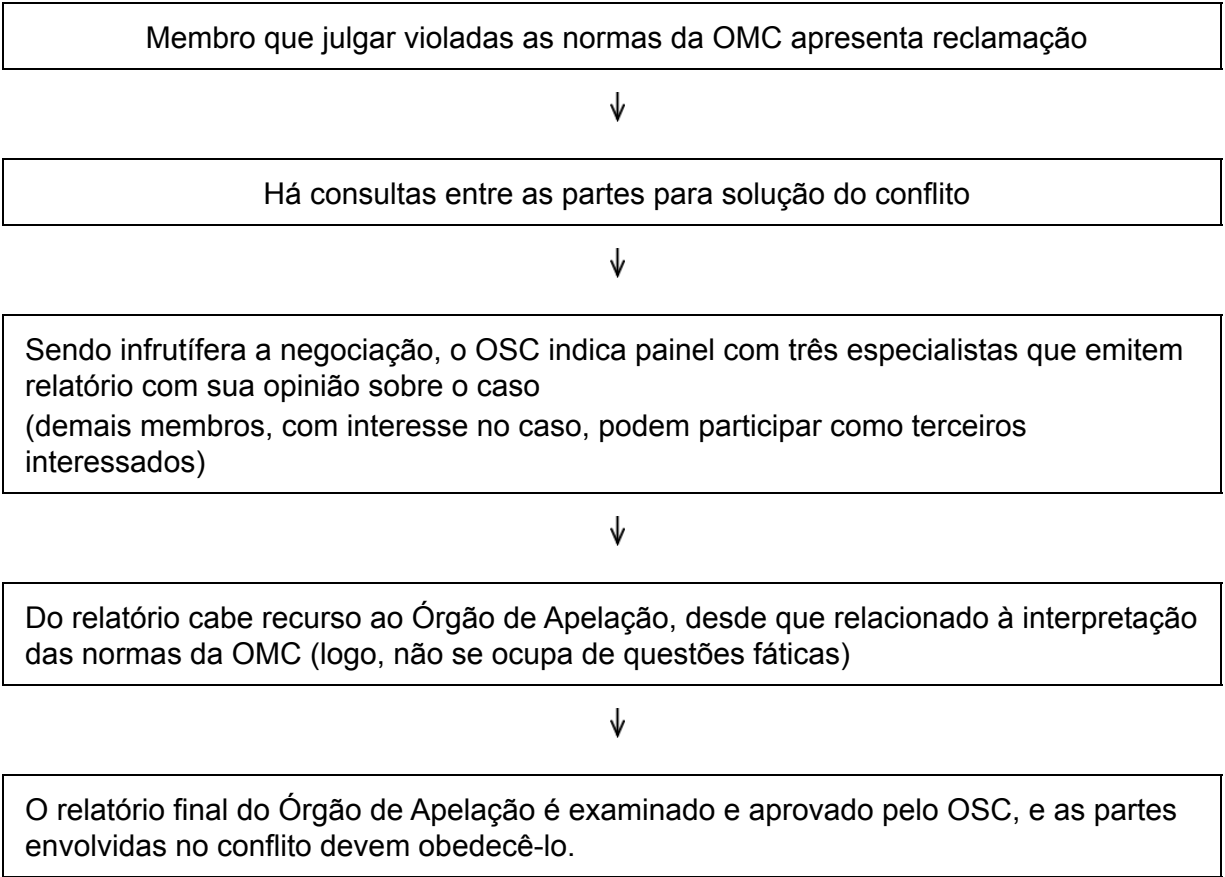 Membro que julgar violadas as normas da OMC apresenta reclamação
Há consultas entre as partes para solução do conflito
Sendo infrutífera a negociação, o OSC indica painel com três especialistas que emitem
relatório com sua opinião sobre o caso
(demais membros, com interesse no caso, podem participar como terceiros
interessados)
Do relatório cabe recurso ao Órgão de Apelação, desde que relacionado à interpretação
das normas da OMC (logo, não se ocupa de questões fáticas)
O relatório final do Órgão de Apelação é examinado e aprovado pelo OSC, e as partes
envolvidas no conflito devem obedecê-lo.